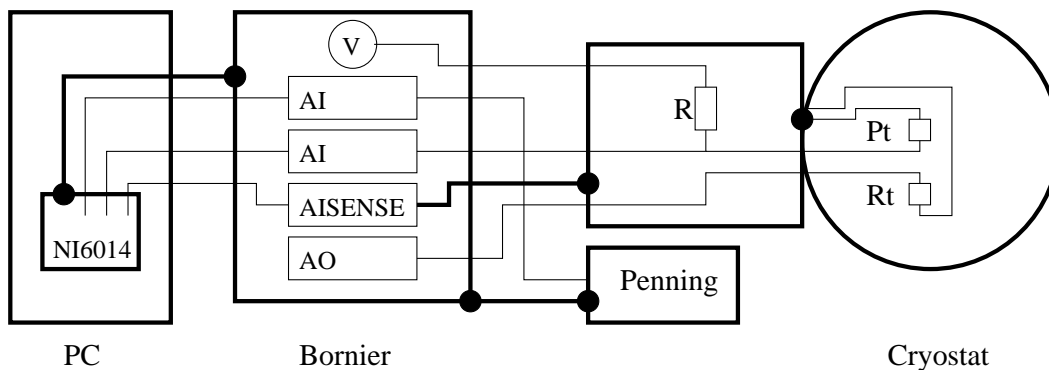 V
AI
R
AI
Pt
AISENSE
Rt
NI6014
AO
Penning
PC
Bornier
Cryostat